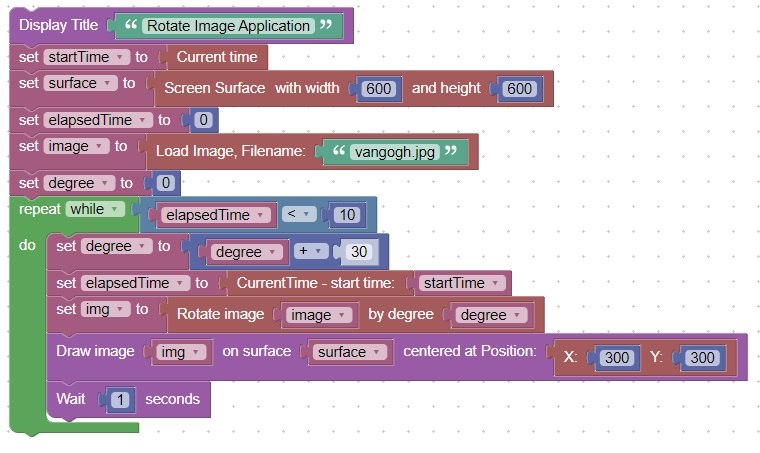 Display Title “ Rotate Image Application ”
set startTime to Current time
set surface to Screen Surface with width 600 and height 600
set elapsedTime to 0
set image to Load Image, Filename: “ vangogh.jpg ”
set degree to 0
repeat while elapsedTime < 10
do set degree to degree + 30
set elapsedTime to CurrentTime - start time: startTime
set img to Rotate image image by degree degree
Draw image img on surface surface centered at Position: X: 300 Y: 300
Wait 1 seconds